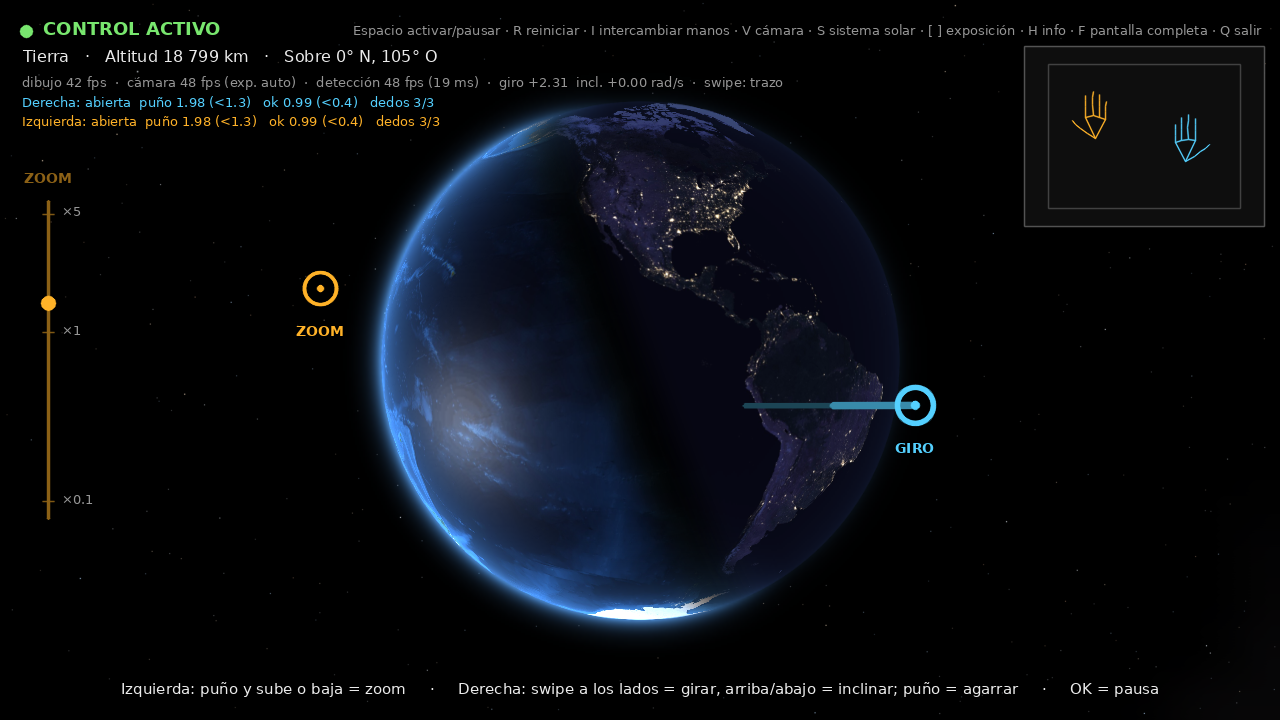 CONTROL ACTIVO
Espacio activar/pausar · R reiniciar · I intercambiar manos · V cámara · S sistema solar · [ ] exposición · H info · F pantalla completa · Q salir
Tierra · Altitud 18 799 km · Sobre 0° N, 105° O
dibujo 42 fps · cámara 48 fps (exp. auto) · detección 48 fps (19 ms) · giro +2.31 incl. +0.00 rad/s · swipe: trazo
Derecha: abierta puño 1.98 (<1.3) ok 0.99 (<0.4) dedos 3/3
Izquierda: abierta puño 1.98 (<1.3) ok 0.99 (<0.4) dedos 3/3
ZOOM
×5
×1
×0.1
ZOOM
GIRO
Izquierda: puño y sube o baja = zoom · Derecha: swipe a los lados = girar, arriba/abajo = inclinar; puño = agarrar · OK = pausa